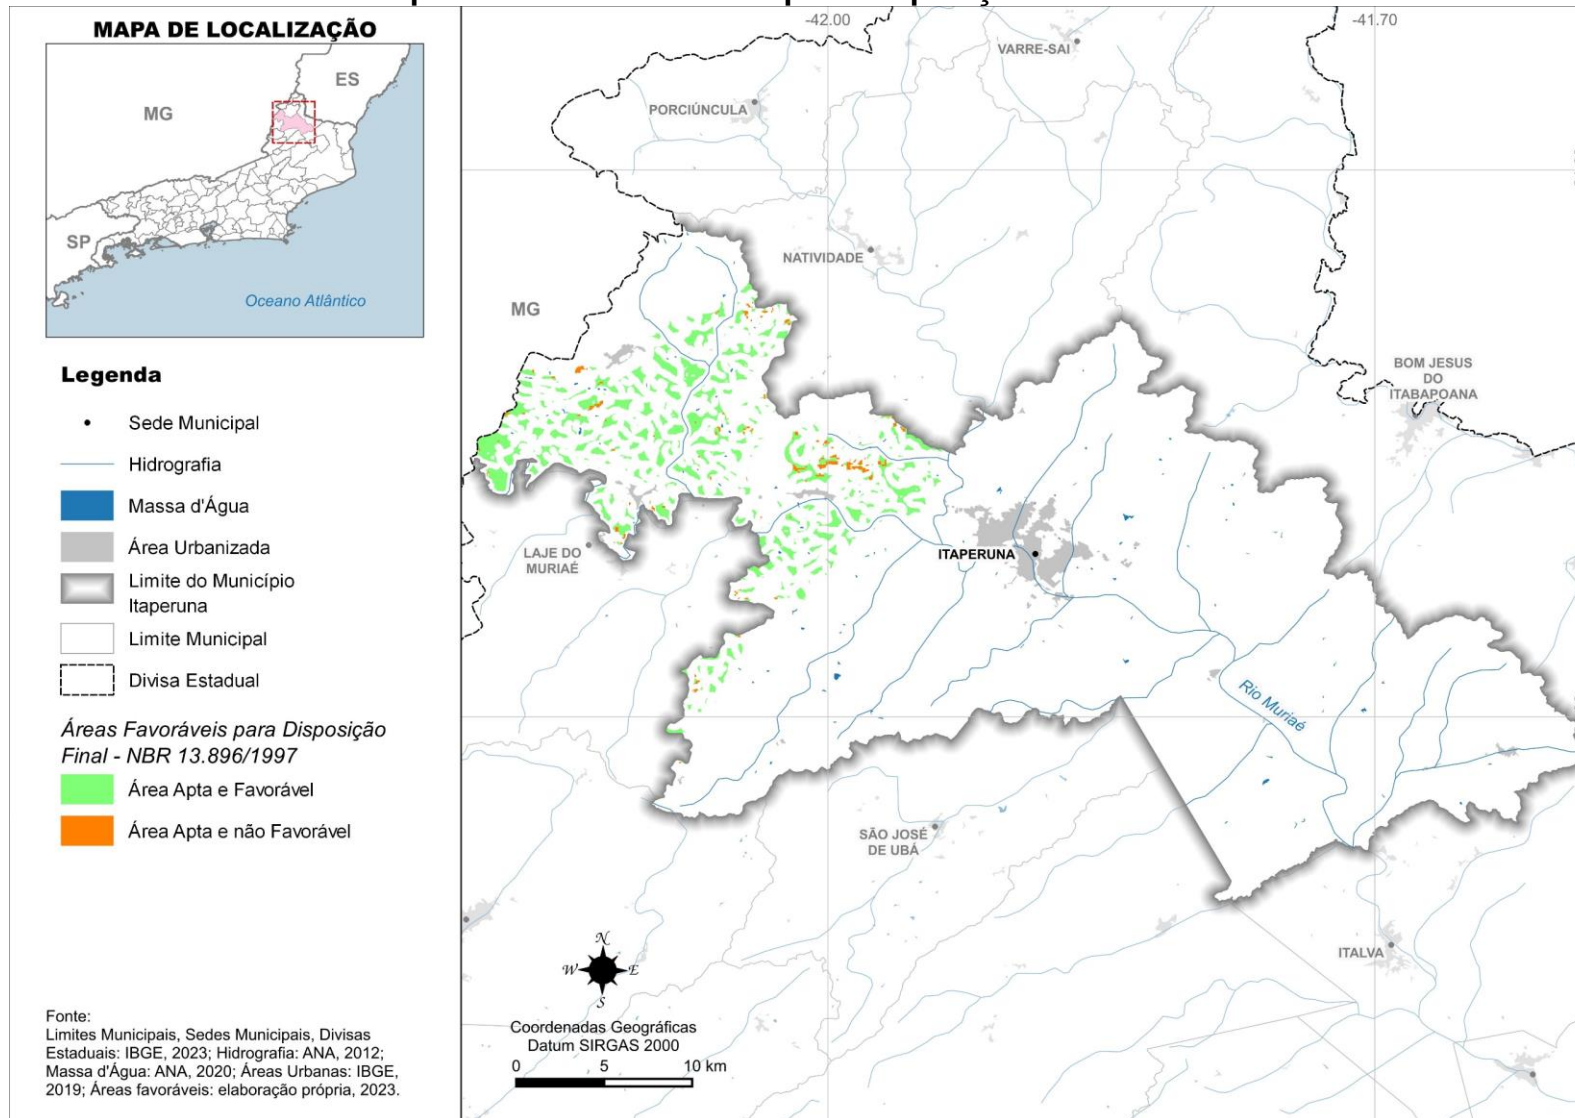 MAPA DE LOCALIZAÇÃO
MG
ES
SP
Oceano Atlântico
Legenda
Sede Municipal
Hidrografia
Massa d'Água
Área Urbanizada
Limite do Município
Itaperuna
Limite Municipal
Divisa Estadual
Áreas Favoráveis para Disposição
Final - NBR 13.896/1997
Área Apta e Favorável
Área Apta e não Favorável
Fonte:
Limites Municipais, Sedes Municipais, Divisas
Estaduais: IBGE, 2023; Hidrografia: ANA, 2012;
Massa d'Água: ANA, 2020; Áreas Urbanas: IBGE,
2019; Áreas favoráveis: elaboração própria, 2023.
-42.00
-41.70
VARRE-SAI
PORCIÚNCULA
NATIVIDADE
MG
BOM JESUS
DO
ITABAPOANA
LAJE DO
MURIAÉ
ITAPERUNA
Rio Muriaé
SÃO JOSÉ
DE UBÁ
ITALVA
N
W
E
S
Coordenadas Geográficas
Datum SIRGAS 2000
0 5 10 km